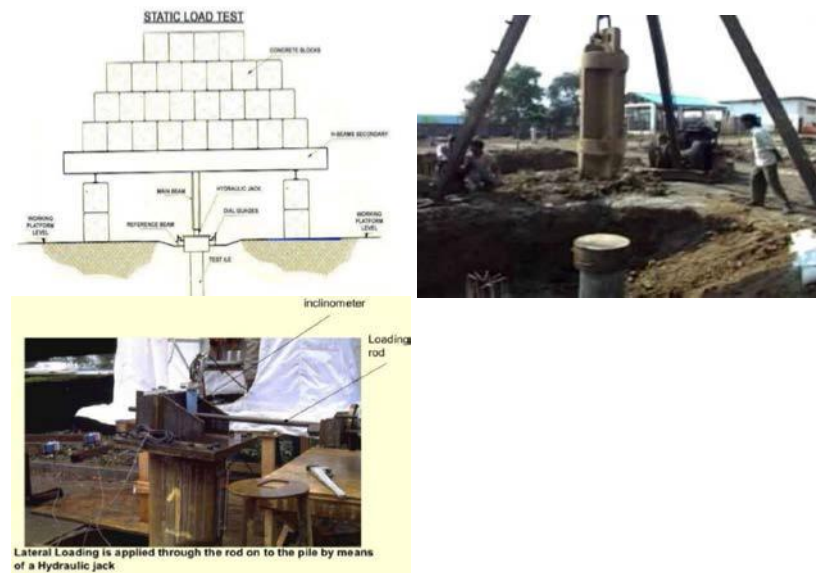 STATIC LOAD TEST
CONCRETE BLOCKS
H-BEAMS SECONDARY
MAIN BEAM
HYDRAULIC JACK
DIAL GUAGES
REFERENCE BEAM
WORKING
PLATFORM
LEVEL
WORKING
PLATFORM
LEVEL
TEST ILE
inclinometer
Loading
rod
Lateral Loading is applied through the rod on to the pile by means
of a Hydraulic jack